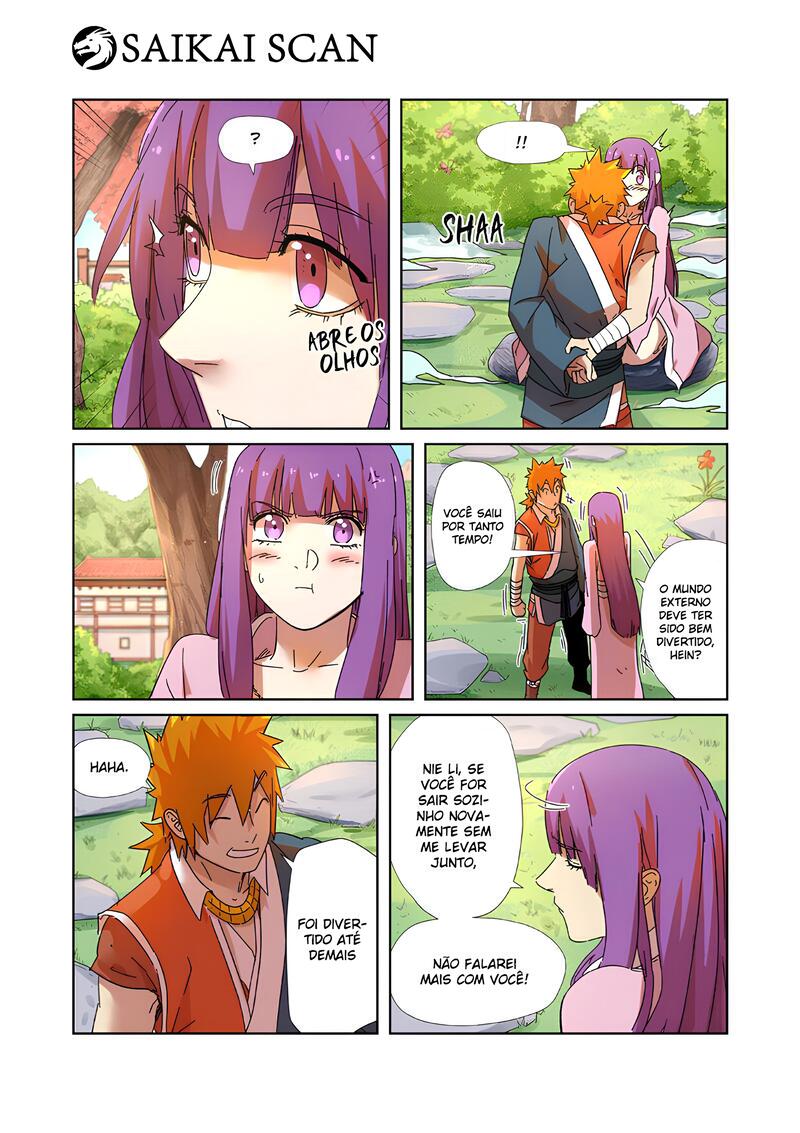 SAIKAI SCAN
?
ABRE OS
OLHOS
!!
SHAA
VOCÊ SAIU
POR TANTO
TEMPO!
O MUNDO
EXTERNO
DEVE TER
SIDO BEM
DIVERTIDO,
HEIN?
HAHA.
FOI DIVER-
TIDO ATÉ
DEMAIS
NIE LI, SE
VOCÊ FOR
SAIR SOZI-
NHO NOVA-
MENTE SEM
ME LEVAR
JUNTO,
NÃO FALAREI
MAIS COM VOCÊ!